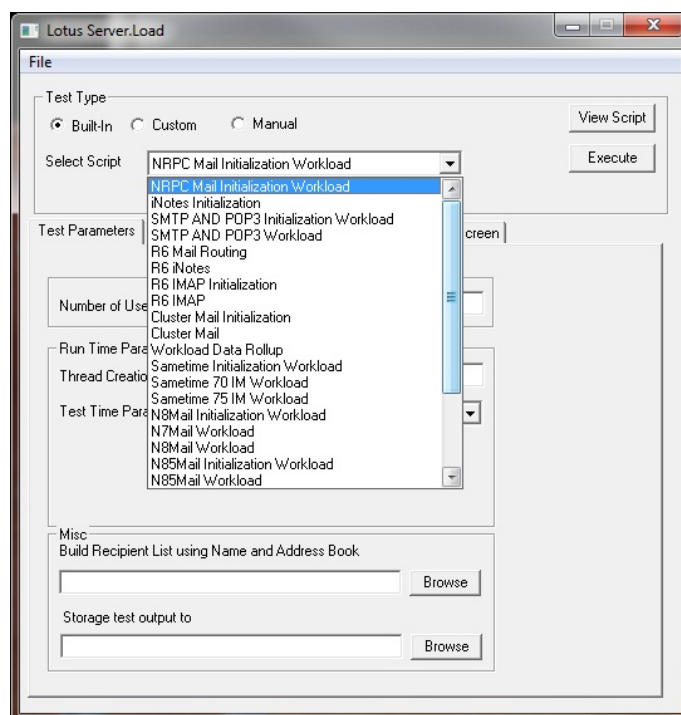 Lotus Server.Load
File
Test Type
Built-In Custom Manual
View Script
Select Script NRPC Mail Initialization Workload
Execute
NRPC Mail Initialization Workload
iNotes Initialization
SMTP AND POP3 Initialization Workload
SMTP AND POP3 Workload
R6 Mail Routing
R6 iNotes
R6 IMAP Initialization
R6 IMAP
Cluster Mail Initialization
Cluster Mail
Workload Data Rollup
Sametime Initialization Workload
Sametime 70 IM Workload
Sametime 75 IM Workload
N8Mail Initialization Workload
N7Mail Workload
N8Mail Workload
N85Mail Initialization Workload
N85Mail Workload
Test Parameters creen
Number of Use
Run Time Para
Thread Creatio
Test Time Para
Misc
Build Recipient List using Name and Address Book
Browse
Storage test output to
Browse